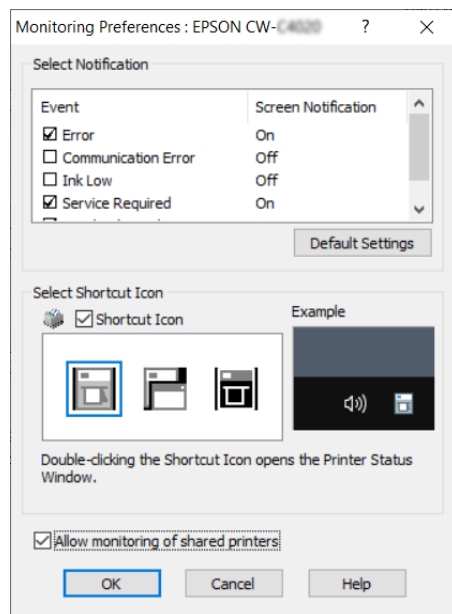 Monitoring Preferences : EPSON CW-
Select Notification
Event Screen Notification
Error On
Communication Error Off
Ink Low Off
Service Required On
Default Settings
Select Shortcut Icon
Shortcut Icon
Example
Double-clicking the Shortcut Icon opens the Printer Status
Window.
Allow monitoring of shared printers
OK Cancel Help